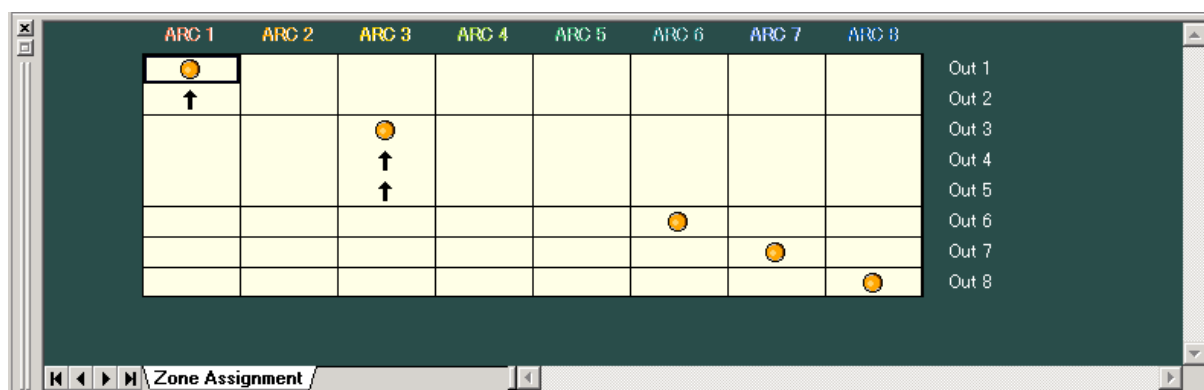 ARC 1 ARC 2 ARC 3 ARC 4 ARC 5 ARC 6 ARC 7 ARC 8
Out 1
Out 2
Out 3
Out 4
Out 5
Out 6
Out 7
Out 8
Zone Assignment